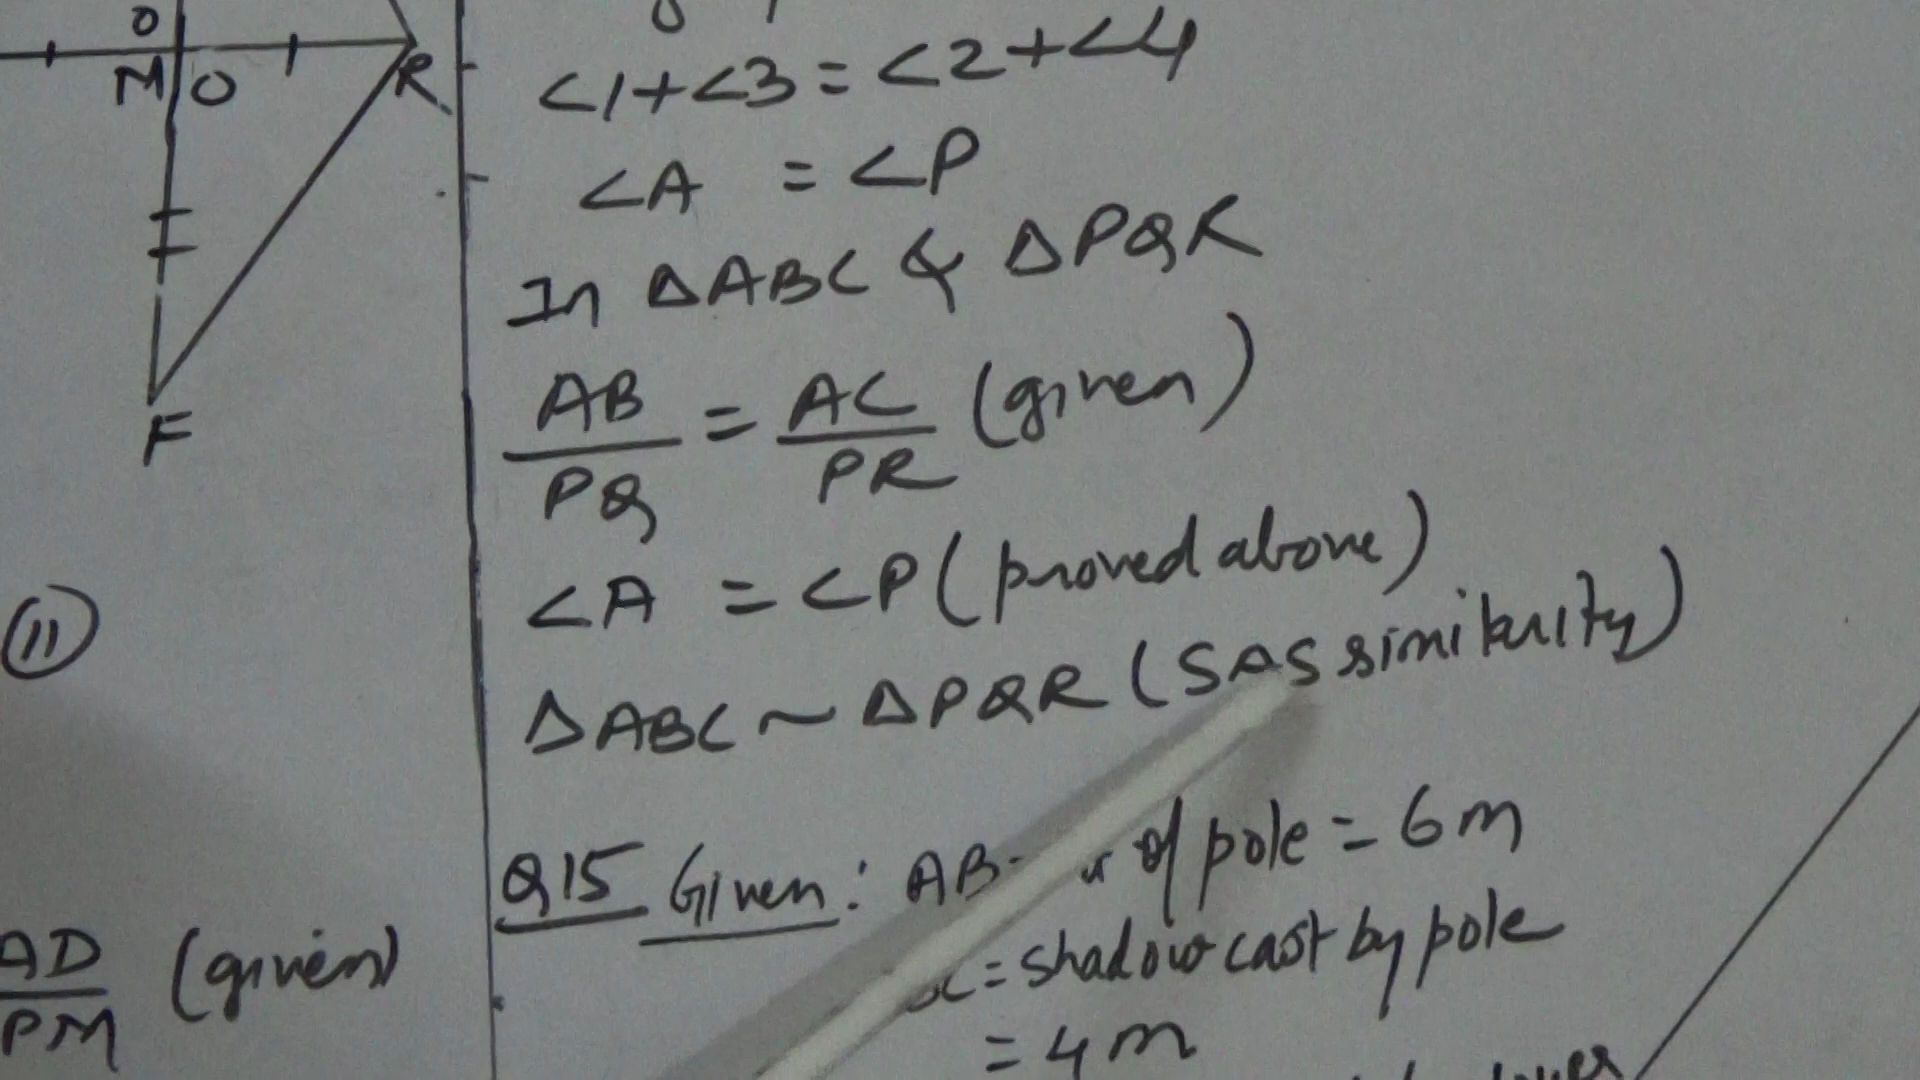 O
M O R
F
(11)
AD/PM (given)
∠1+∠3=∠2+∠4
∠A = ∠P
In ΔABC & ΔPQR
AB/PQ = AC/PR (given)
∠A = ∠P (proved above)
ΔABC ~ ΔPQR (SAS similarity)
Q15 Given: AB of pole = 6m
= shadow cast by pole
= 4m